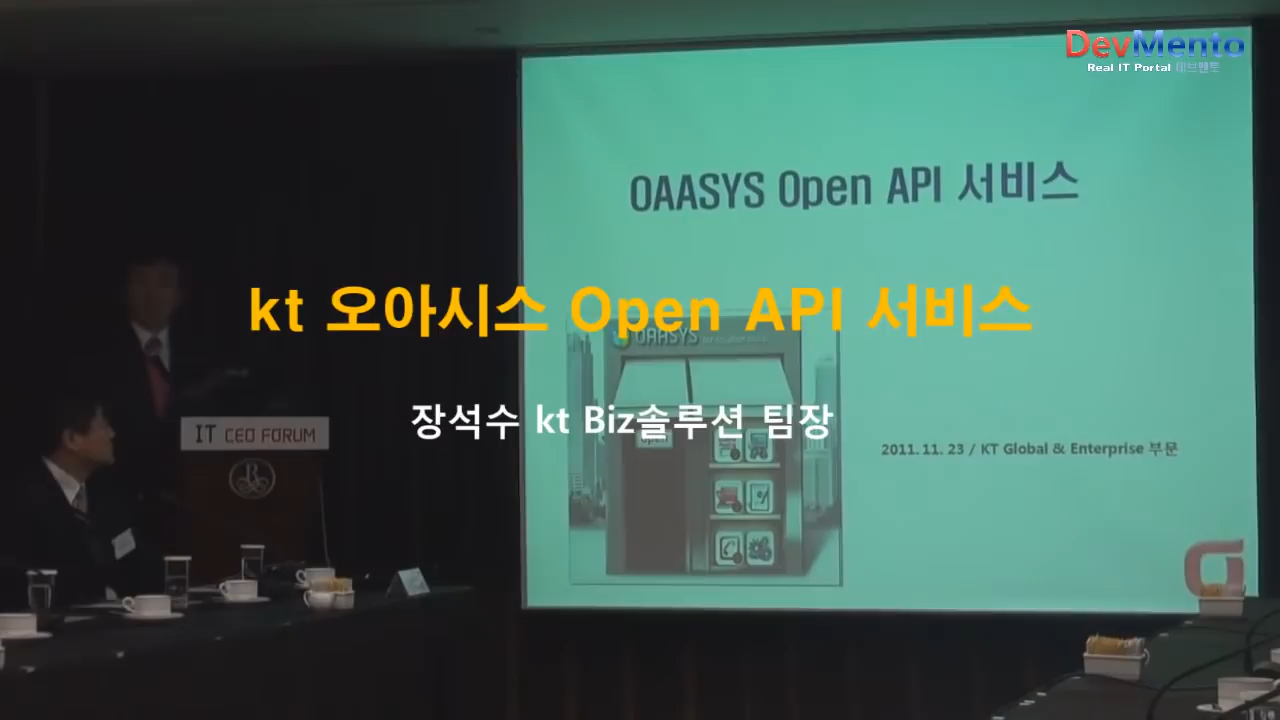 DevMento
Real IT Portal 데브멘토
OAASYS Open API 서비스
kt 오아시스 Open API 서비스
OAASYS
장석수 kt Biz솔루션 팀장
Open
IT CEO FORUM
2011. 11. 23 / KT Global & Enterprise 부문
R